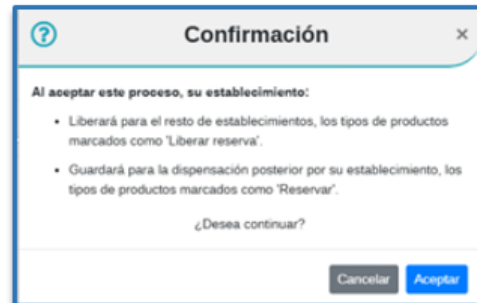 Confirmación
×
Al aceptar este proceso, su establecimiento:
• Liberará para el resto de establecimientos, los tipos de productos
marcados como 'Liberar reserva'.
• Guardará para la dispensación posterior por su establecimiento, los
tipos de productos marcados como 'Reservar'.
¿Desea continuar?
Cancelar Aceptar